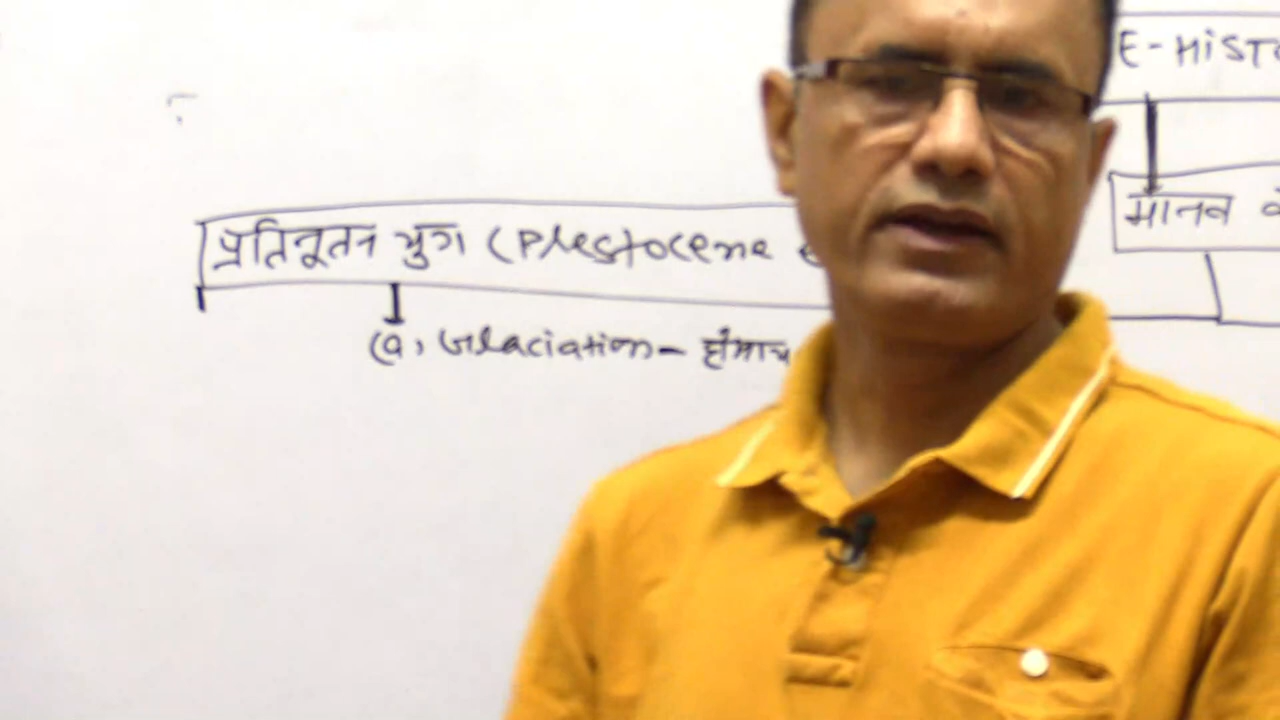 E-HIST
मानव
प्रतिनूतन युग (Plestocene
(a) Glaciation-